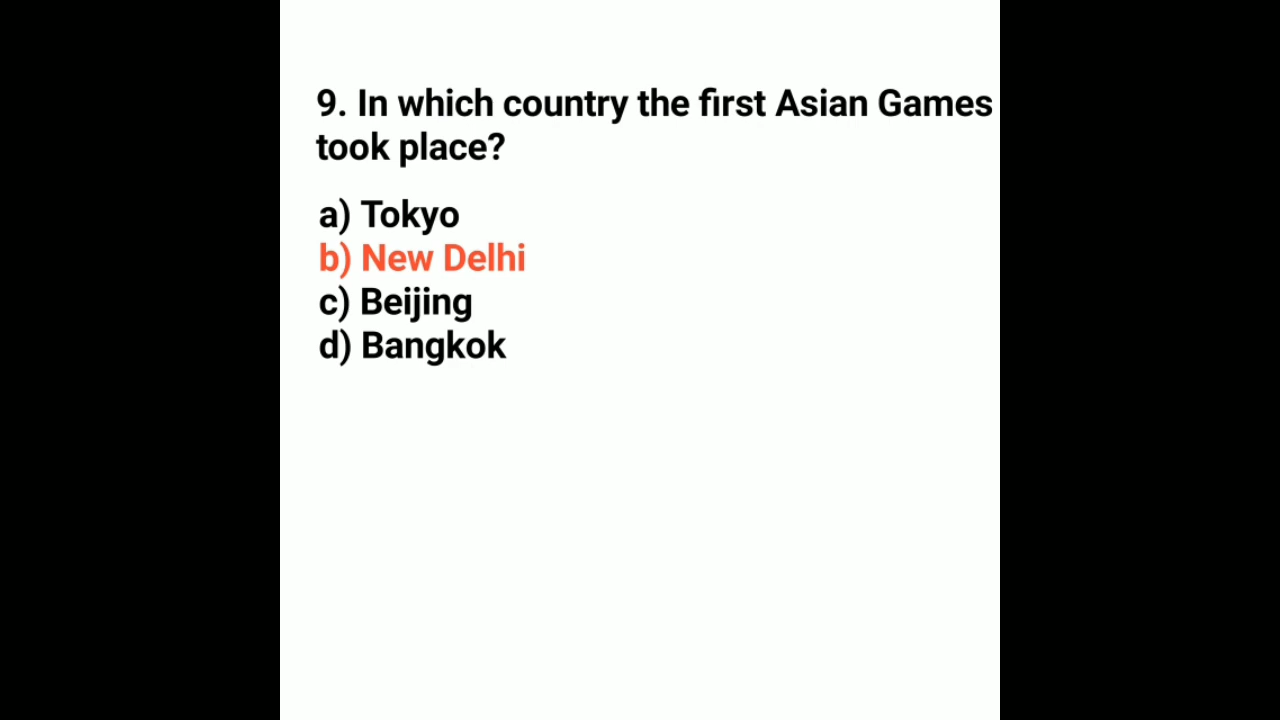 9. In which country the first Asian Games
took place?
a) Tokyo
b) New Delhi
c) Beijing
d) Bangkok